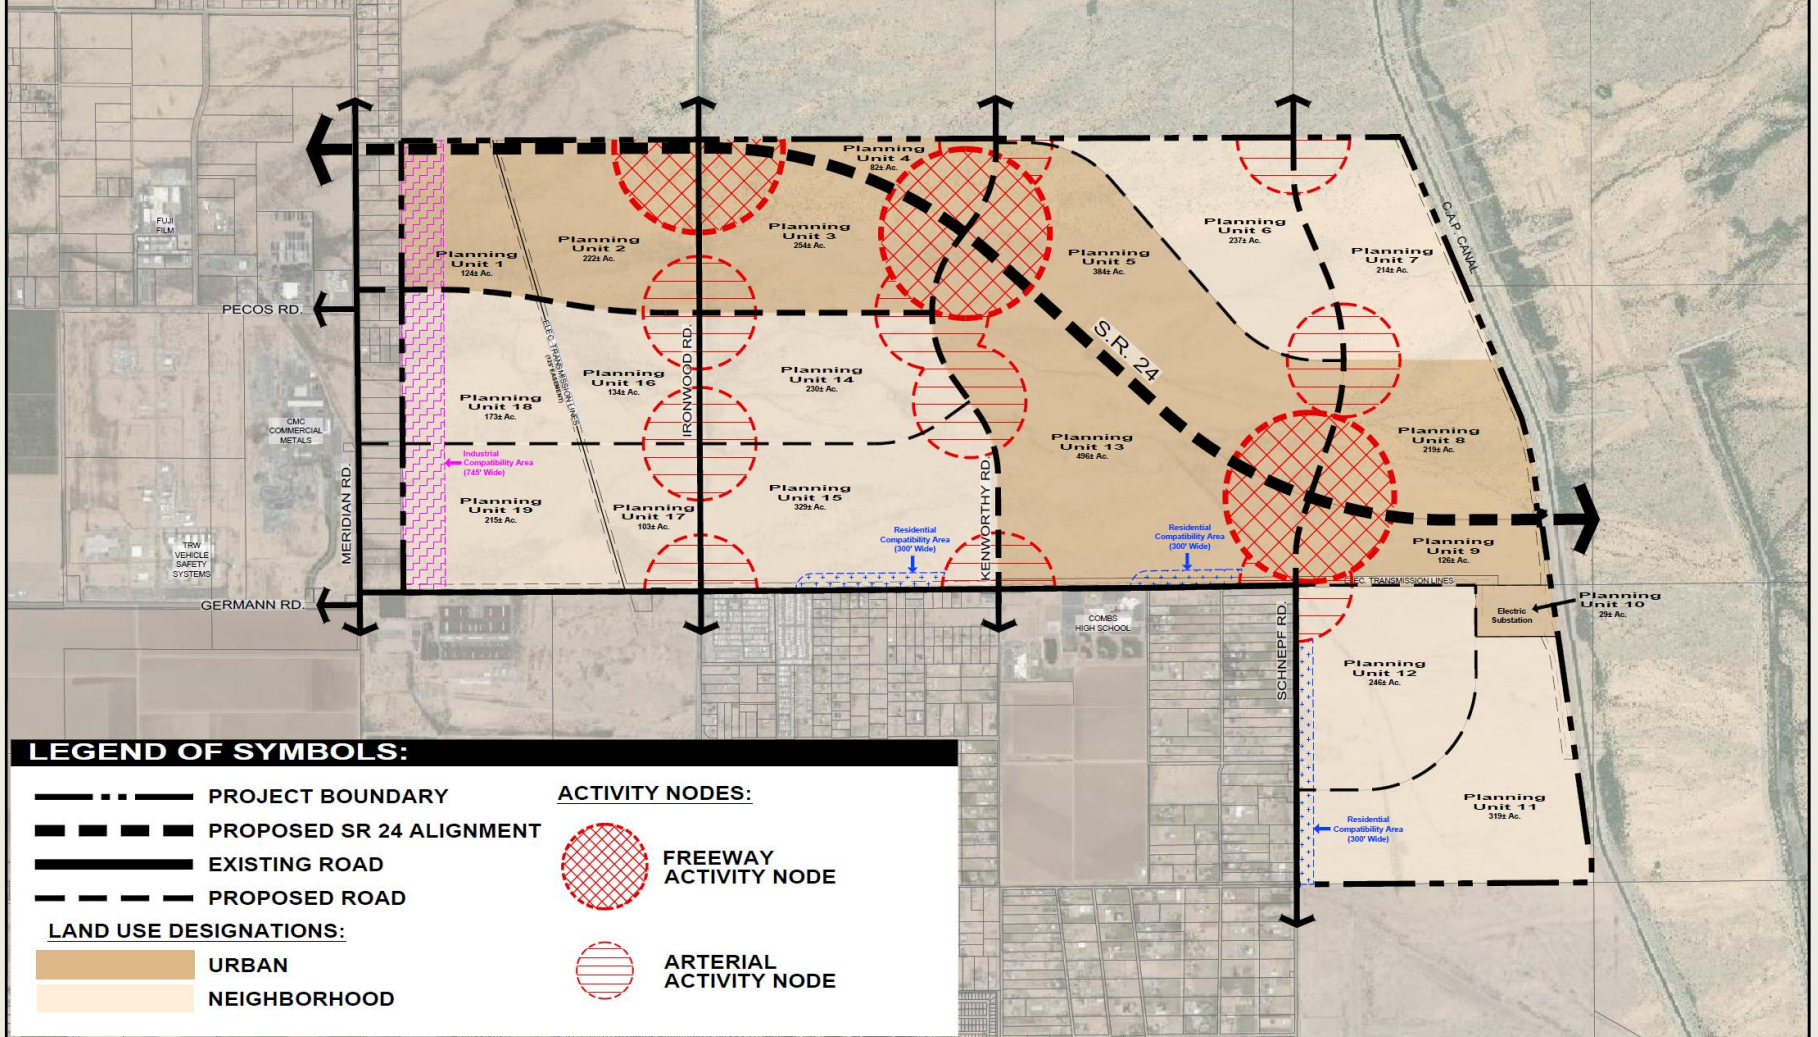 Planning
Unit 4
82± Ac.
Planning
Unit 3
254± Ac.
Planning
Unit 2
222± Ac.
Planning
Unit 1
124± Ac.
Planning
Unit 5
384± Ac.
Planning
Unit 6
237± Ac.
Planning
Unit 7
214± Ac.
C.A.P. CANAL
FUJI
FILM
PECOS RD.
ELEC. TRANSMISSION LINES
IRONWOOD RD.
S.R. 24
Planning
Unit 16
134± Ac.
Planning
Unit 14
230± Ac.
Planning
Unit 18
173± Ac.
CMC
COMMERCIAL
METALS
Planning
Unit 13
496± Ac.
Planning
Unit 8
219± Ac.
Industrial
Compatibility Area
(745' Wide)
MERIDIAN RD.
Planning
Unit 19
215± Ac.
Planning
Unit 17
103± Ac.
Planning
Unit 15
329± Ac.
KENWORTHY RD.
Residential
Compatibility Area
(300' Wide)
Residential
Compatibility Area
(300' Wide)
Planning
Unit 9
126± Ac.
TRW
VEHICLE
SAFETY
SYSTEMS
ELEC. TRANSMISSION LINES
GERMANN RD.
Planning
Unit 10
29± Ac.
Electric
Substation
COMBS
HIGH SCHOOL
SCHNEPF RD.
Planning
Unit 12
246± Ac.
Planning
Unit 11
319± Ac.
Residential
Compatibility Area
(300' Wide)
LEGEND OF SYMBOLS:
PROJECT BOUNDARY
PROPOSED SR 24 ALIGNMENT
EXISTING ROAD
PROPOSED ROAD
LAND USE DESIGNATIONS:
URBAN
NEIGHBORHOOD
ACTIVITY NODES:
FREEWAY
ACTIVITY NODE
ARTERIAL
ACTIVITY NODE